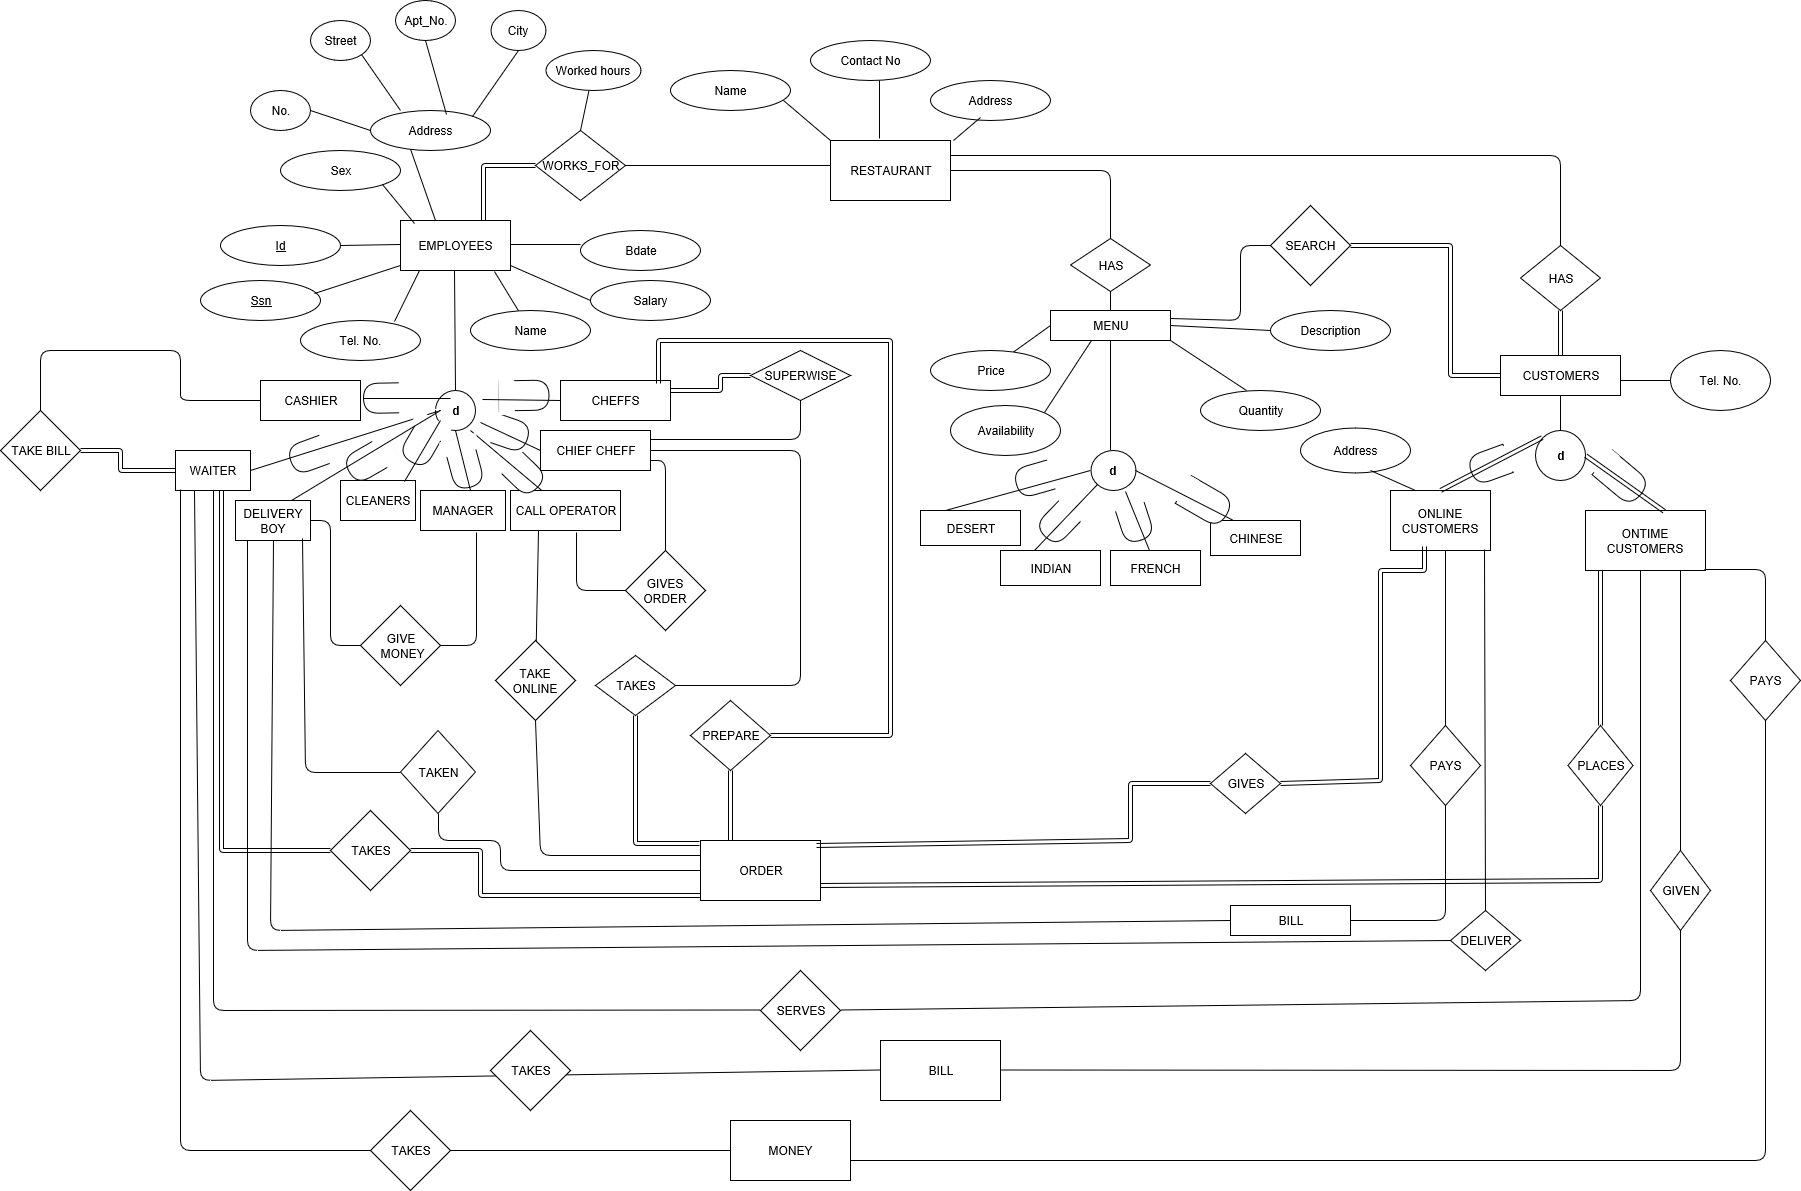 Apt_No.
City
Street
Contact No
Worked hours
Name
Address
No.
Address
WORKS_FOR
Sex
RESTAURANT
Id
EMPLOYEES
Bdate
SEARCH
HAS
HAS
Ssn
Salary
Name
MENU
Description
Tel. No.
Price
SUPERWISE
CUSTOMERS
Tel. No.
CASHIER
d
CHEFFS
Quantity
Availability
TAKE BILL
CHIEF CHEFF
Address
d
WAITER
d
CLEANERS
MANAGER
CALL OPERATOR
DELIVERY
BOY
DESERT
ONLINE
CUSTOMERS
CHINESE
ONTIME
CUSTOMERS
INDIAN
FRENCH
GIVES
ORDER
GIVE
MONEY
TAKE
ONLINE
TAKES
PAYS
PREPARE
TAKEN
GIVES
PAYS
PLACES
TAKES
ORDER
GIVEN
BILL
DELIVER
SERVES
TAKES
BILL
TAKES
MONEY